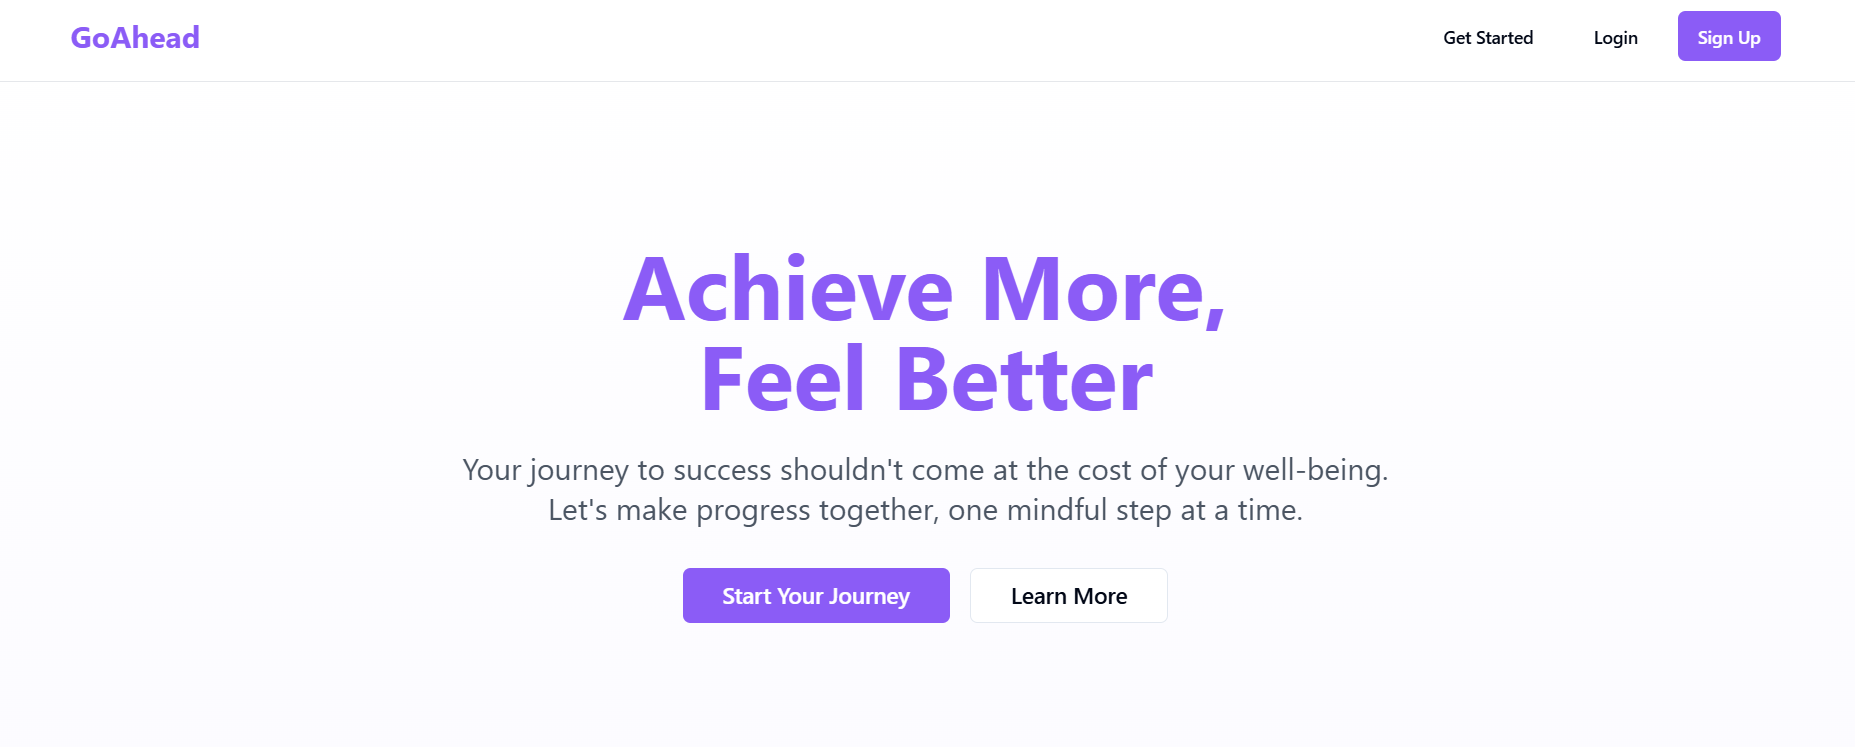 GoAhead
Get Started
Login
Sign Up
Achieve More,
Feel Better
Your journey to success shouldn't come at the cost of your well-being.
Let's make progress together, one mindful step at a time.
Start Your Journey
Learn More